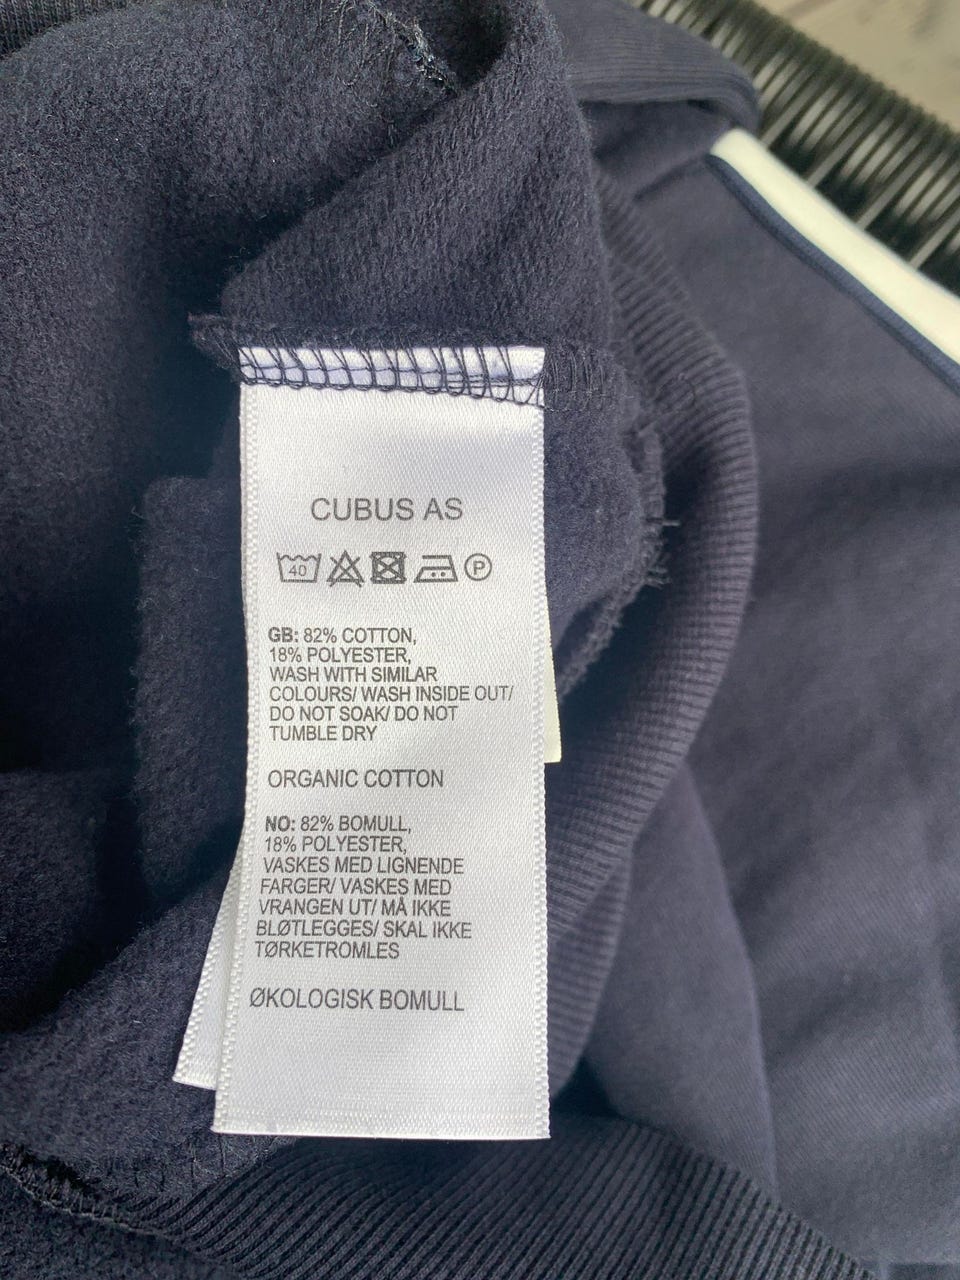 CUBUS AS
40 P
GB: 82% COTTON,
18% POLYESTER,
WASH WITH SIMILAR
COLOURS/ WASH INSIDE OUT/
DO NOT SOAK/ DO NOT
TUMBLE DRY
ORGANIC COTTON
NO: 82% BOMULL,
18% POLYESTER,
VASKES MED LIGNENDE
FARGER/ VASKES MED
VRANGEN UT/ MÅ IKKE
BLØTLEGGES/ SKAL IKKE
TØRKETROMLES
ØKOLOGISK BOMULL